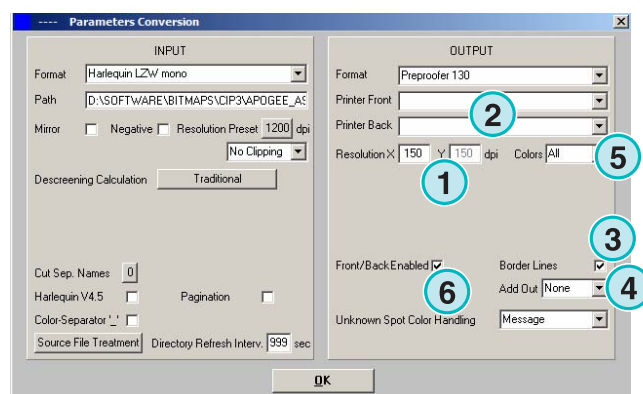 ---- Parameters Conversion
INPUT
Format Harlequin LZW mono
Path D:\SOFTWARE\BITMAPS\CIP3\APOGEE_AS
Mirror Negative Resolution Preset 1200 dpi
No Clipping
Descreening Calculation Traditional
Cut Sep. Names 0
Harlequin V4.5 Pagination
Color-Separator '_'
Source File Treatment Directory Refresh Interv. 999 sec
OUTPUT
Format Preproofer 130
Printer Front
2
Printer Back
Resolution X 150 Y 150 dpi Colors All 5
1
3
Front/Back Enabled Border Lines
6 Add Out None 4
Unknown Spot Color Handling Message
OK